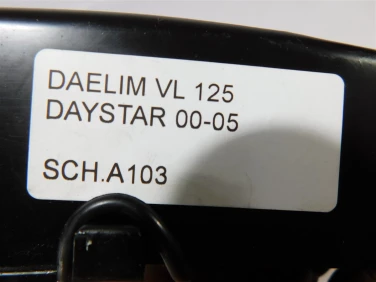 DAELIM VL 125
DAYSTAR 00-05
SCH.A103